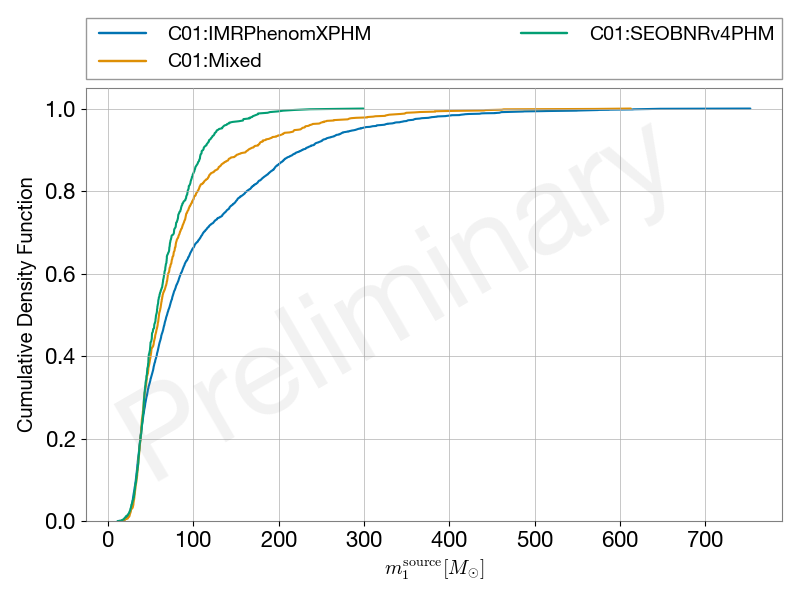 C01:IMRPhenomXPHM
C01:Mixed
C01:SEOBNRv4PHM
Cumulative Density Function
1.0
0.8
0.6
0.4
0.2
0.0
Preliminary
0 100 200 300 400 500 600 700
m₁^source[M_⊙]